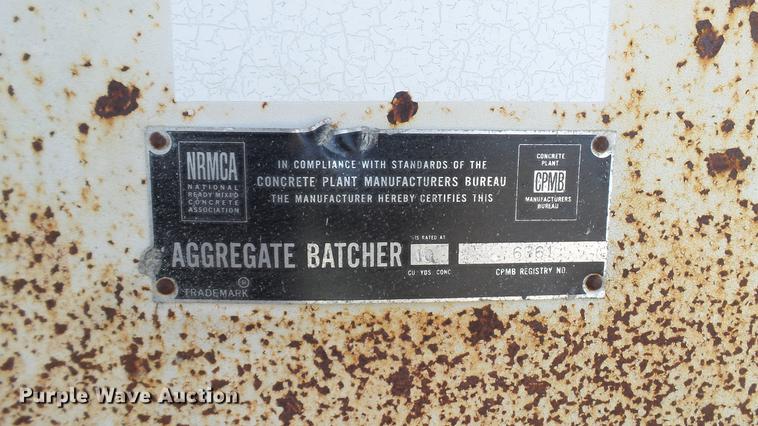 NRMCA
NATIONAL
READY MIXED
CONCRETE
ASSOCIATION
IN COMPLIANCE WITH STANDARDS OF THE
CONCRETE PLANT MANUFACTURERS BUREAU
THE MANUFACTURER HEREBY CERTIFIES THIS
CONCRETE
PLANT
CPMB
MANUFACTURERS
BUREAU
AGGREGATE BATCHER
IS RATED AT
10
CU. YDS. CONC.
6761
CPMB REGISTRY NO.
®
TRADEMARK
Purple Wave Auction